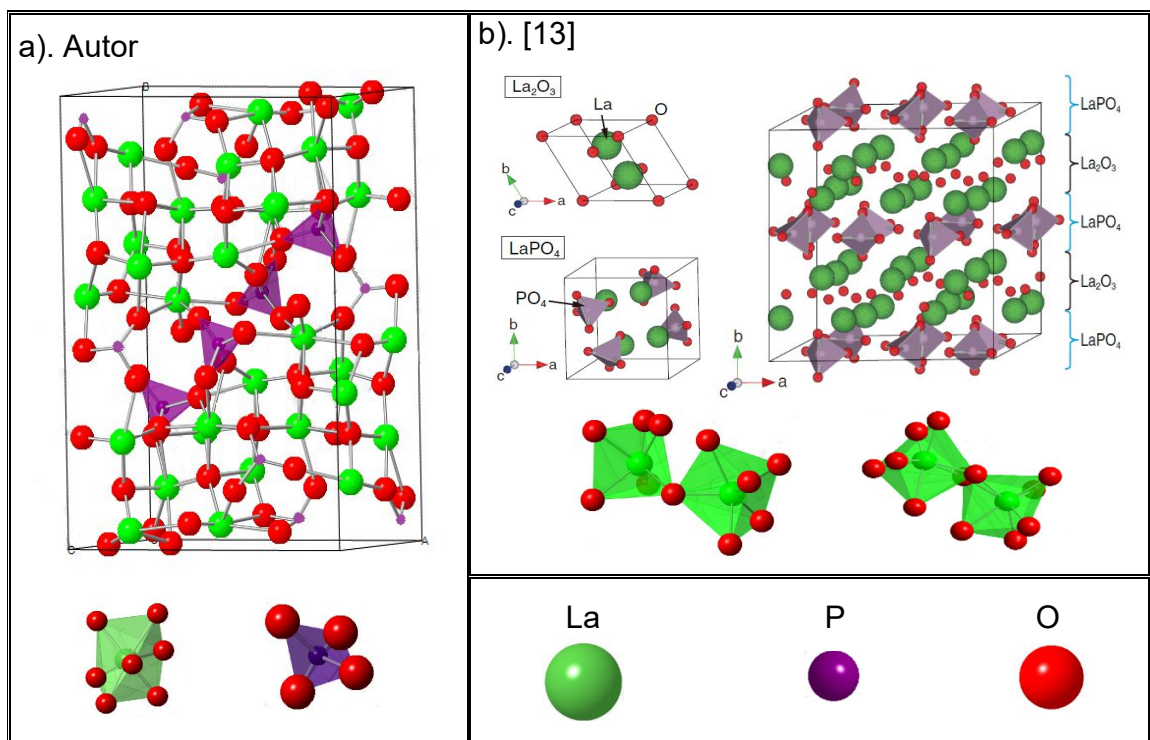 a). Autor
B
C
A
b). [13]
La₂O₃
La
O
b
c
a
LaPO₄
PO₄
b
c
a
b
c
a
LaPO₄
La₂O₃
LaPO₄
La₂O₃
LaPO₄
La P O